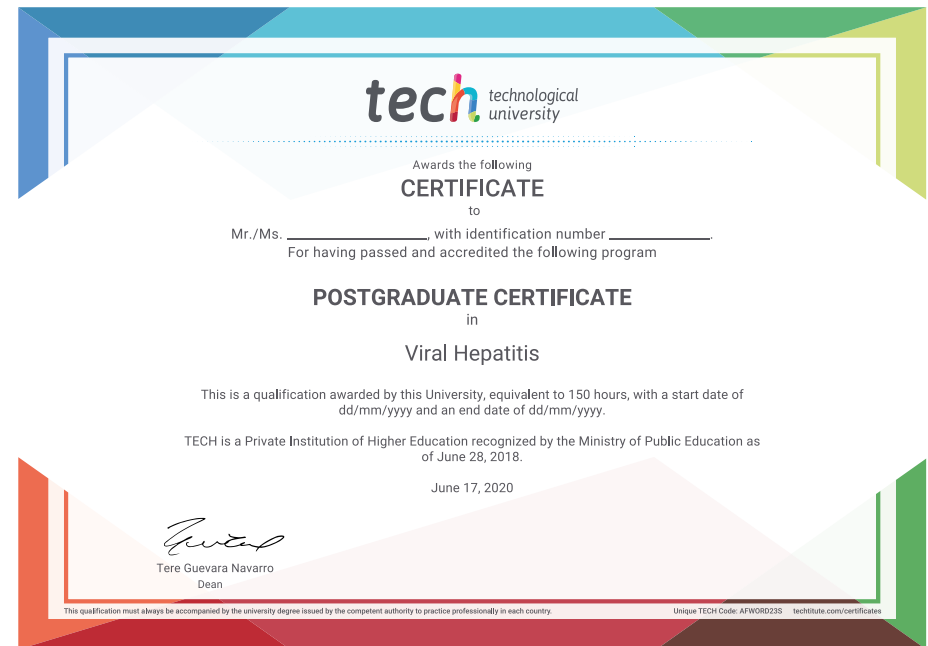 tech technological
university
Awards the following
CERTIFICATE
to
Mr./Ms. ____________________, with identification number ______________.
For having passed and accredited the following program
POSTGRADUATE CERTIFICATE
in
Viral Hepatitis
This is a qualification awarded by this University, equivalent to 150 hours, with a start date of
dd/mm/yyyy and an end date of dd/mm/yyyy.
TECH is a Private Institution of Higher Education recognized by the Ministry of Public Education as
of June 28, 2018.
June 17, 2020
Tere Guevara Navarro
Dean
This qualification must always be accompanied by the university degree issued by the competent authority to practice professionally in each country.
Unique TECH Code: AFWORD23S techtitute.com/certificates